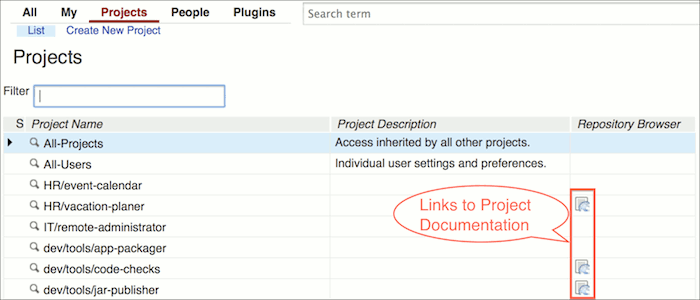 All My Projects People Plugins Search term
List Create New Project
Projects
Filter
S Project Name Project Description Repository Browser
All-Projects Access inherited by all other projects.
All-Users Individual user settings and preferences.
HR/event-calendar
HR/vacation-planer
IT/remote-administrator
dev/tools/app-packager
dev/tools/code-checks
dev/tools/jar-publisher
Links to Project
Documentation